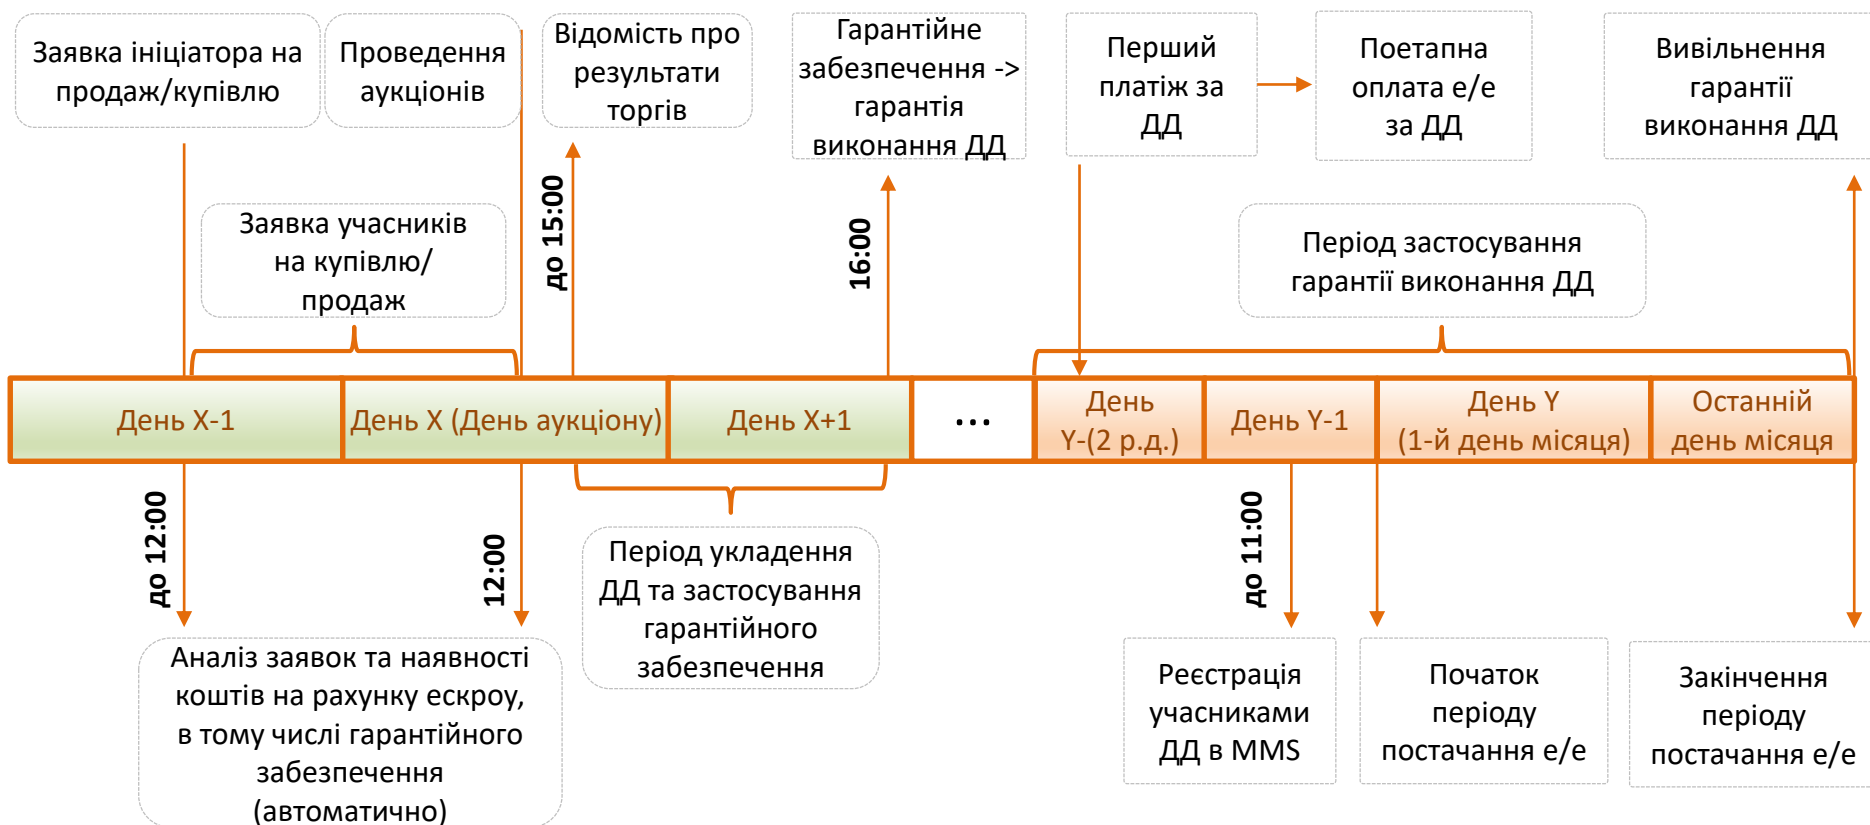 Заявка ініціатора на
продаж/купівлю
Проведення
аукціонів
Відомість про
результати
торгів
Гарантійне
забезпечення ->
гарантія
виконання ДД
Перший
платіж за
ДД
Поетапна
оплата е/е
за ДД
Вивільнення
гарантії
виконання ДД
Заявка учасників
на купівлю/
продаж
до 15:00
16:00
Період застосування
гарантії виконання ДД
День X-1
День X (День аукціону)
День X+1
...
День
Y-(2 р.д.)
День Y-1
День Y
(1-й день місяця)
Останній
день місяця
до 12:00
12:00
Період укладення
ДД та застосування
гарантійного
забезпечення
до 11:00
Аналіз заявок та наявності
коштів на рахунку ескроу,
в тому числі гарантійного
забезпечення
(автоматично)
Реєстрація
учасниками
ДД в MMS
Початок
періоду
постачання е/е
Закінчення
періоду
постачання е/е